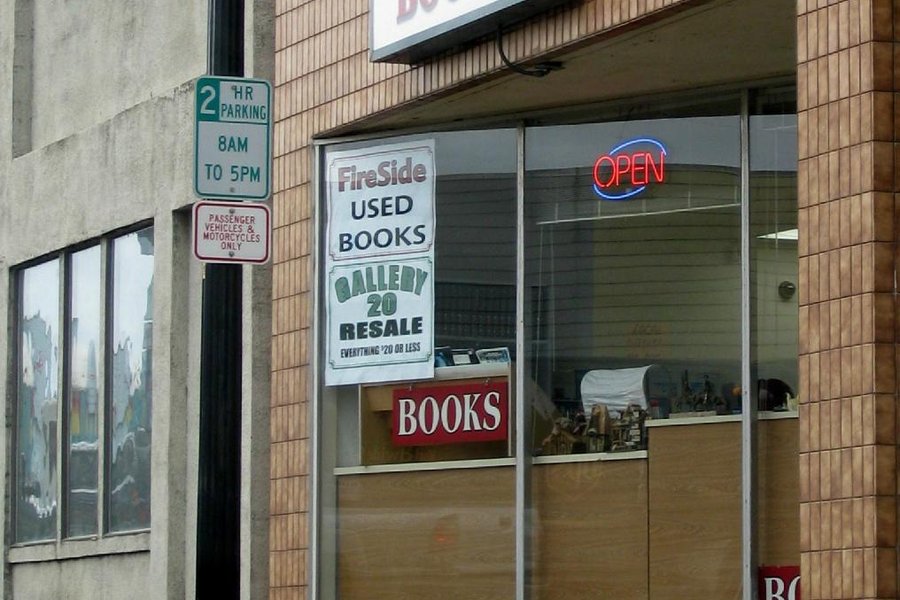 2 HR
PARKING
8AM
TO 5PM
PASSENGER
VEHICLES &
MOTORCYCLES
ONLY
FireSide
USED
BOOKS
GALLERY
20
RESALE
EVERYTHING $20 OR LESS
OPEN
BOOKS